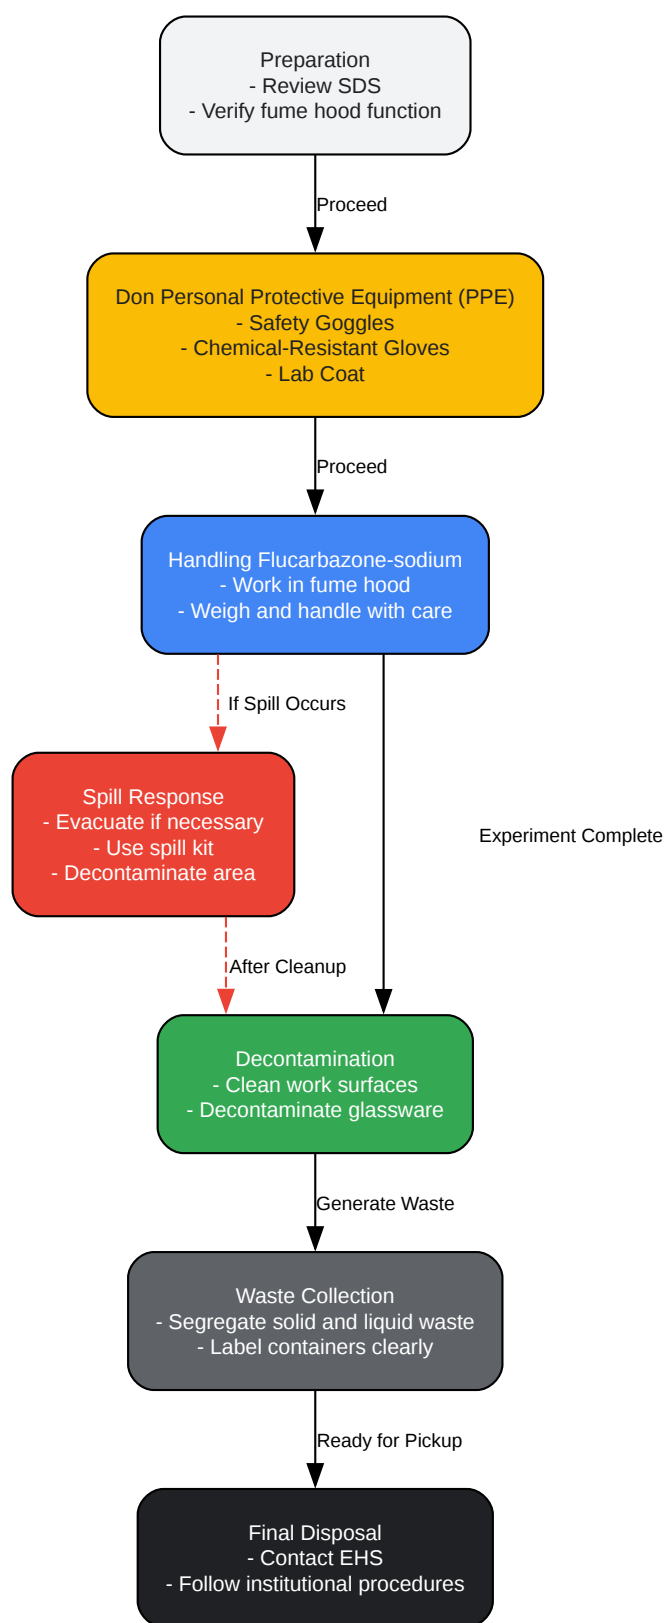 Preparation
- Review SDS
- Verify fume hood function
Proceed
Don Personal Protective Equipment (PPE)
- Safety Goggles
- Chemical-Resistant Gloves
- Lab Coat
Proceed
Handling Flucarbazone-sodium
- Work in fume hood
- Weigh and handle with care
If Spill Occurs
Spill Response
- Evacuate if necessary
- Use spill kit
- Decontaminate area
Experiment Complete
After Cleanup
Decontamination
- Clean work surfaces
- Decontaminate glassware
Generate Waste
Waste Collection
- Segregate solid and liquid waste
- Label containers clearly
Ready for Pickup
Final Disposal
- Contact EHS
- Follow institutional procedures